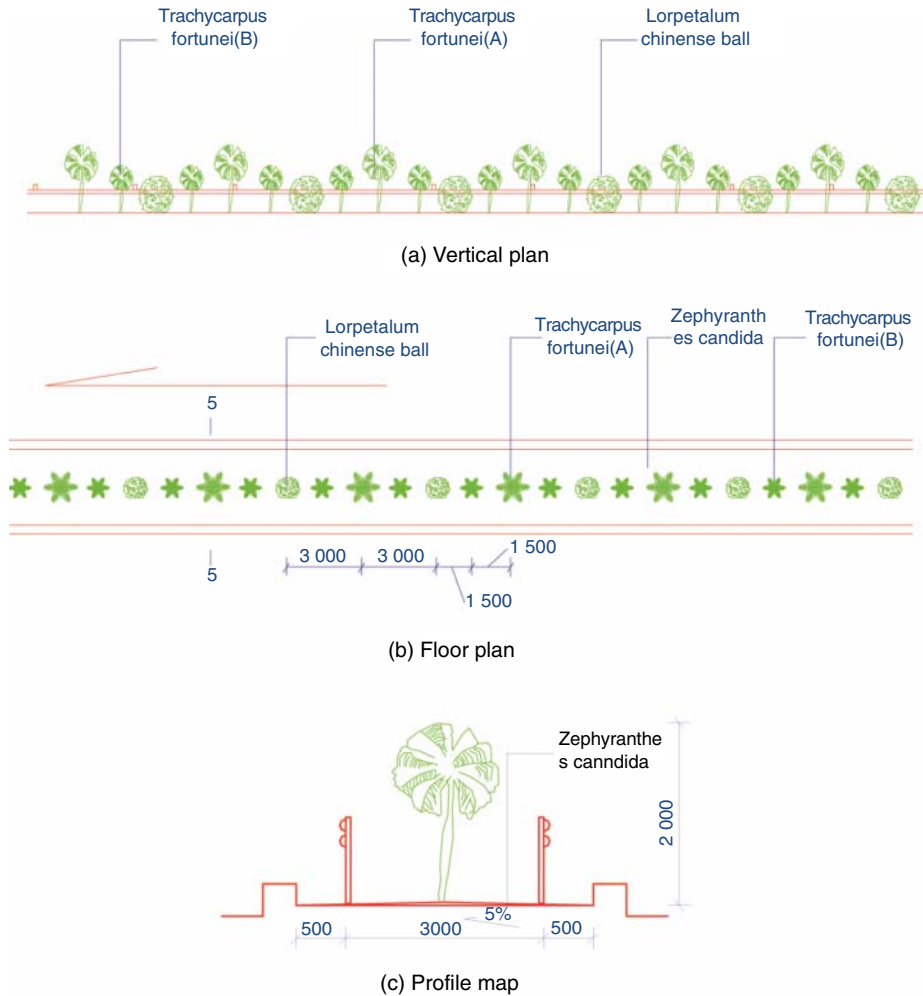 Trachycarpus
fortunei(B)
Trachycarpus
fortunei(A)
Lorpetalum
chinense ball
(a) Vertical plan
Lorpetalum
chinense ball
Trachycarpus
fortunei(A)
Zephyranth
es candida
Trachycarpus
fortunei(B)
5
5
3 000
3 000
1 500
1 500
(b) Floor plan
Zephyranthe
s canndida
2 000
5%
500
3000
500
(c) Profile map